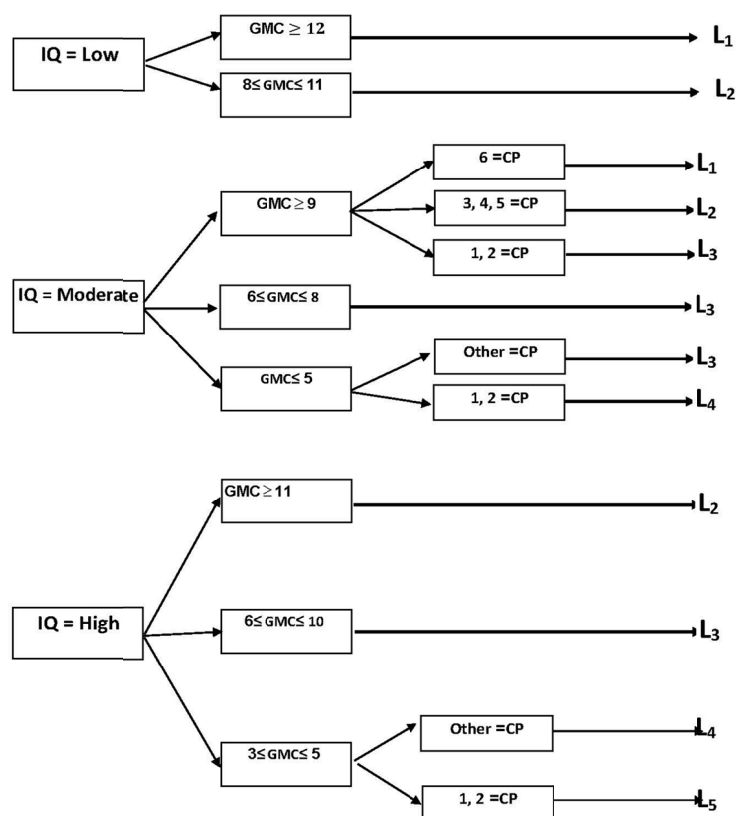 GMC ≥ 12
L1
IQ = Low
8≤ GMC≤ 11
L2
6 =CP
L1
GMC ≥ 9
3, 4, 5 =CP
L2
1, 2 =CP
L3
IQ = Moderate
6≤ GMC≤ 8
L3
Other =CP
L3
GMC≤ 5
1, 2 =CP
L4
GMC ≥ 11
L2
IQ = High
6≤ GMC≤ 10
L3
Other =CP
L4
3≤ GMC≤ 5
1, 2 =CP
L5